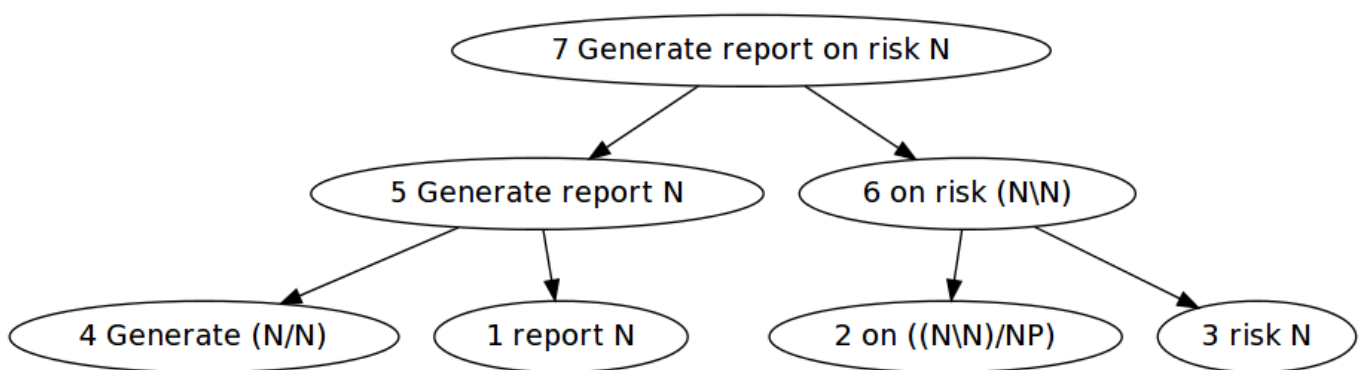 7 Generate report on risk N
5 Generate report N
6 on risk (N\N)
4 Generate (N/N)
1 report N
2 on ((N\N)/NP)
3 risk N